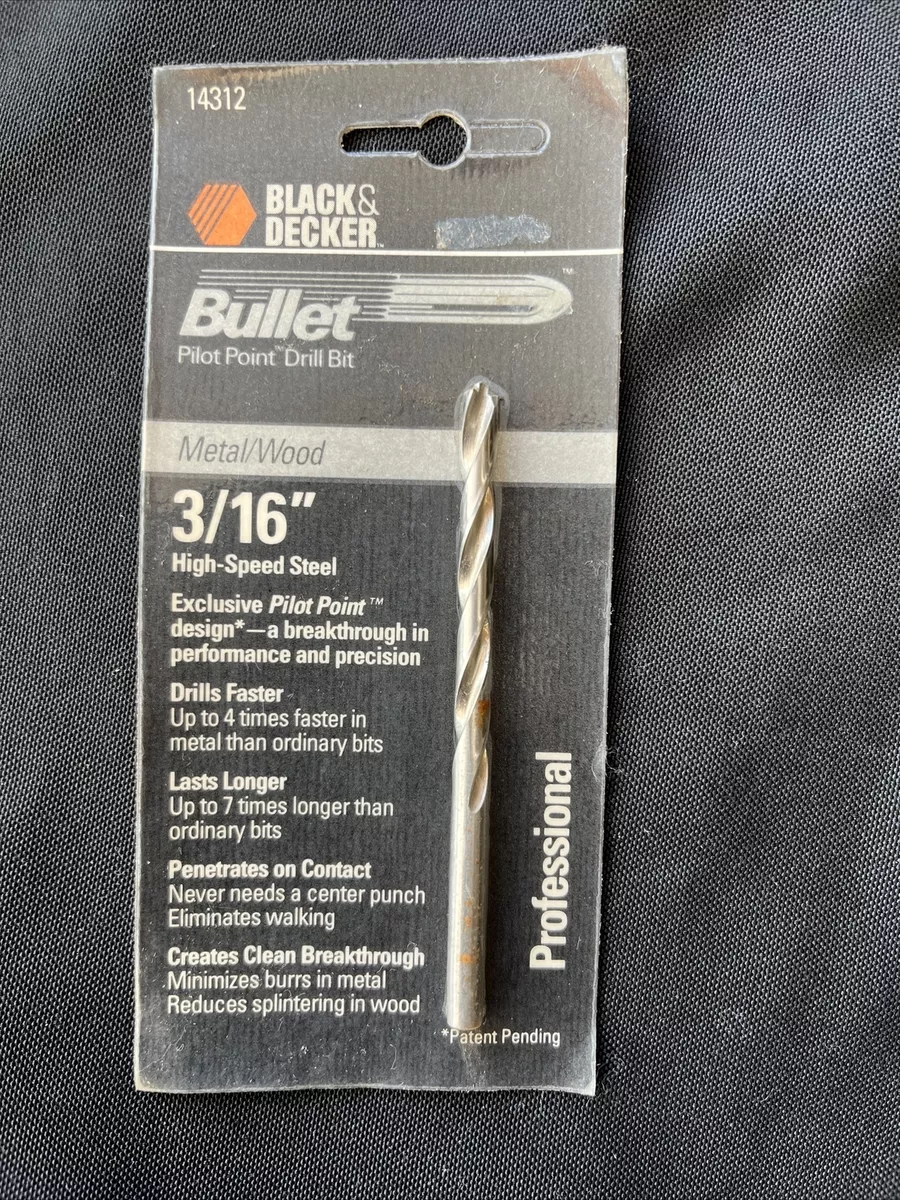 14312
BLACK&
DECKER™
Bullet™
Pilot Point™ Drill Bit
Metal/Wood
3/16"
High-Speed Steel
Exclusive Pilot Point™
design*—a breakthrough in
performance and precision
Drills Faster
Up to 4 times faster in
metal than ordinary bits
Lasts Longer
Up to 7 times longer than
ordinary bits
Penetrates on Contact
Never needs a center punch
Eliminates walking
Creates Clean Breakthrough
Minimizes burrs in metal
Reduces splintering in wood
Professional
*Patent Pending